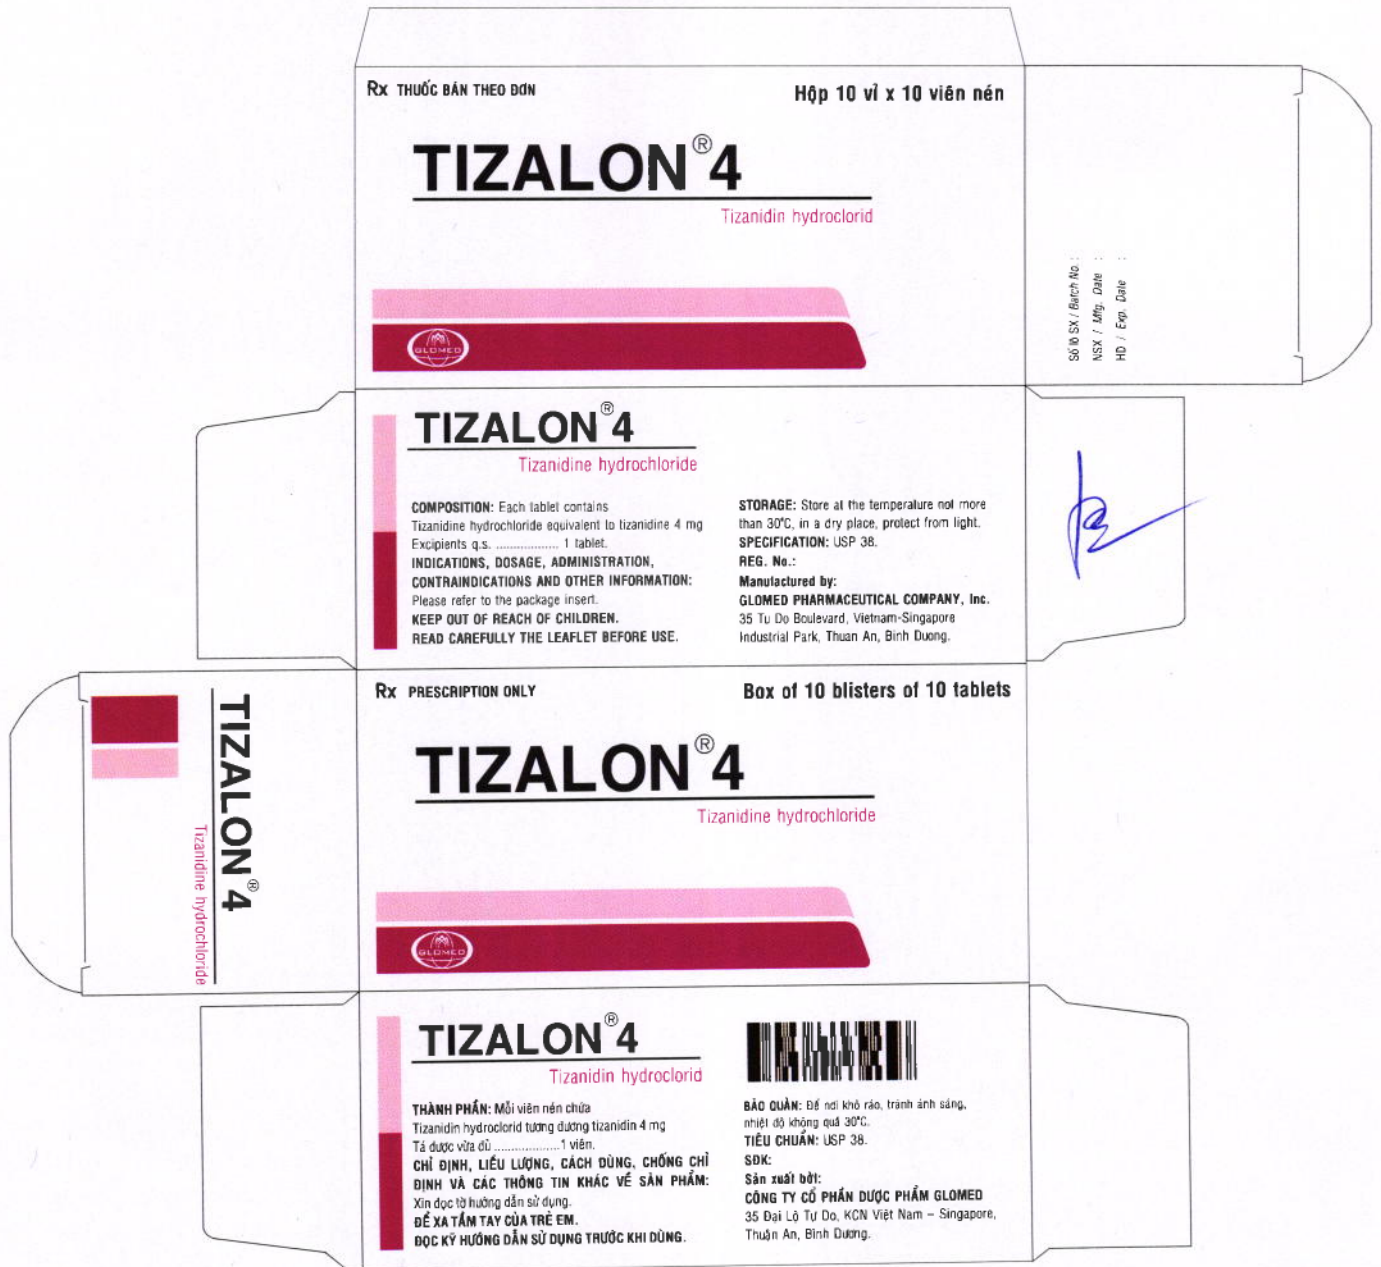 Rx THUỐC BÁN THEO ĐƠN
Hộp 10 vỉ x 10 viên nén
TIZALON®4
Tizanidin hydroclorid
GLOMED
Số lô SX / Batch No. :
NSX / Mfg. Date :
HD / Exp. Date :
TIZALON®4
Tizanidine hydrochloride
COMPOSITION: Each tablet contains
Tizanidine hydrochloride equivalent to tizanidine 4 mg
Excipients q.s. .................. 1 tablet.
INDICATIONS, DOSAGE, ADMINISTRATION,
CONTRAINDICATIONS AND OTHER INFORMATION:
Please refer to the package insert.
KEEP OUT OF REACH OF CHILDREN.
READ CAREFULLY THE LEAFLET BEFORE USE.
STORAGE: Store at the temperature not more
than 30°C, in a dry place, protect from light.
SPECIFICATION: USP 38.
REG. No.:
Manufactured by:
GLOMED PHARMACEUTICAL COMPANY, Inc.
35 Tu Do Boulevard, Vietnam-Singapore
Industrial Park, Thuan An, Binh Duong.
TIZALON®4
Tizanidine hydrochloride
Rx PRESCRIPTION ONLY
Box of 10 blisters of 10 tablets
TIZALON®4
Tizanidine hydrochloride
GLOMED
TIZALON®4
Tizanidin hydroclorid
THÀNH PHẦN: Mỗi viên nén chứa
Tizanidin hydroclorid tương đương tizanidin 4 mg
Tá dược vừa đủ ...................1 viên.
CHỈ ĐỊNH, LIỀU LƯỢNG, CÁCH DÙNG, CHỐNG CHỈ
ĐỊNH VÀ CÁC THÔNG TIN KHÁC VỀ SẢN PHẨM:
Xin đọc tờ hướng dẫn sử dụng.
ĐỂ XA TẦM TAY CỦA TRẺ EM.
ĐỌC KỸ HƯỚNG DẪN SỬ DỤNG TRƯỚC KHI DÙNG.
BẢO QUẢN: Để nơi khô ráo, tránh ánh sáng,
nhiệt độ không quá 30°C.
TIÊU CHUẨN: USP 38.
SĐK:
Sản xuất bởi:
CÔNG TY CỔ PHẦN DƯỢC PHẨM GLOMED
35 Đại Lộ Tự Do, KCN Việt Nam – Singapore,
Thuận An, Bình Dương.